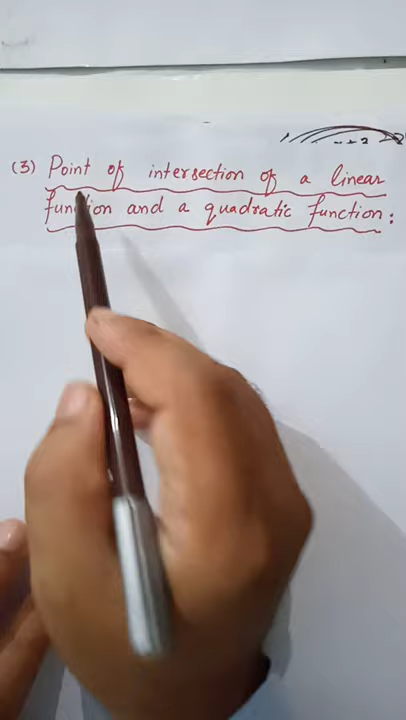 (3) Point of intersection of a linear
function and a quadratic function: